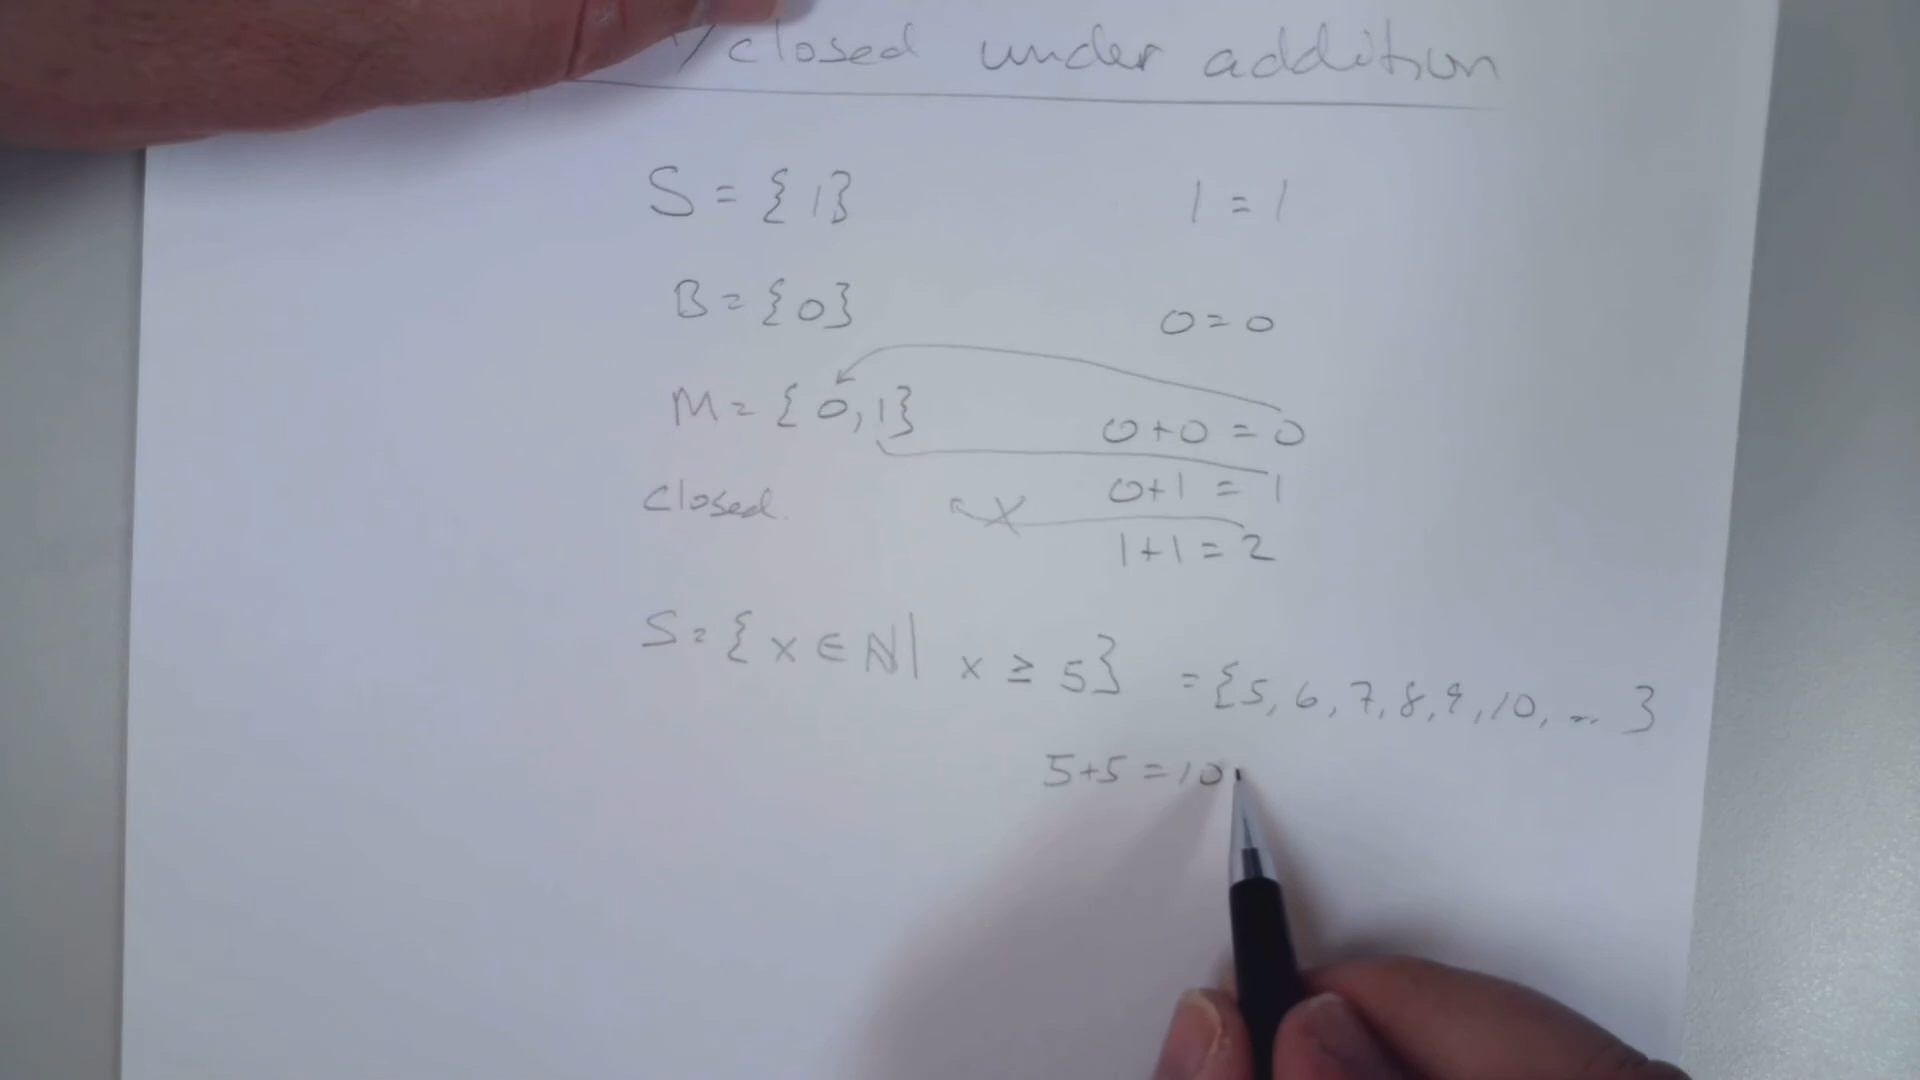 closed under addition
S = { 1} 1 = 1
B = {0} 0 = 0
M = { 0, 1} 0+0 = 0
closed. 0+1 = 1
1+1 = 2
S = { x ∈ ℕ | x ≥ 5} = {5, 6, 7, 8, 9, 10, ... }
5+5 = 10